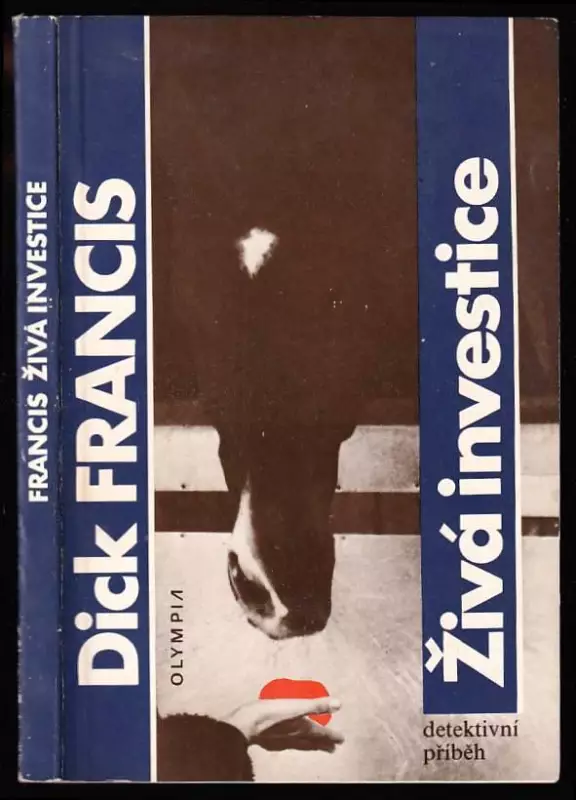 FRANCIS ŽIVÁ INVESTICE
Dick FRANCIS
OLYMPIA
Živá investice
detektivní
příběh